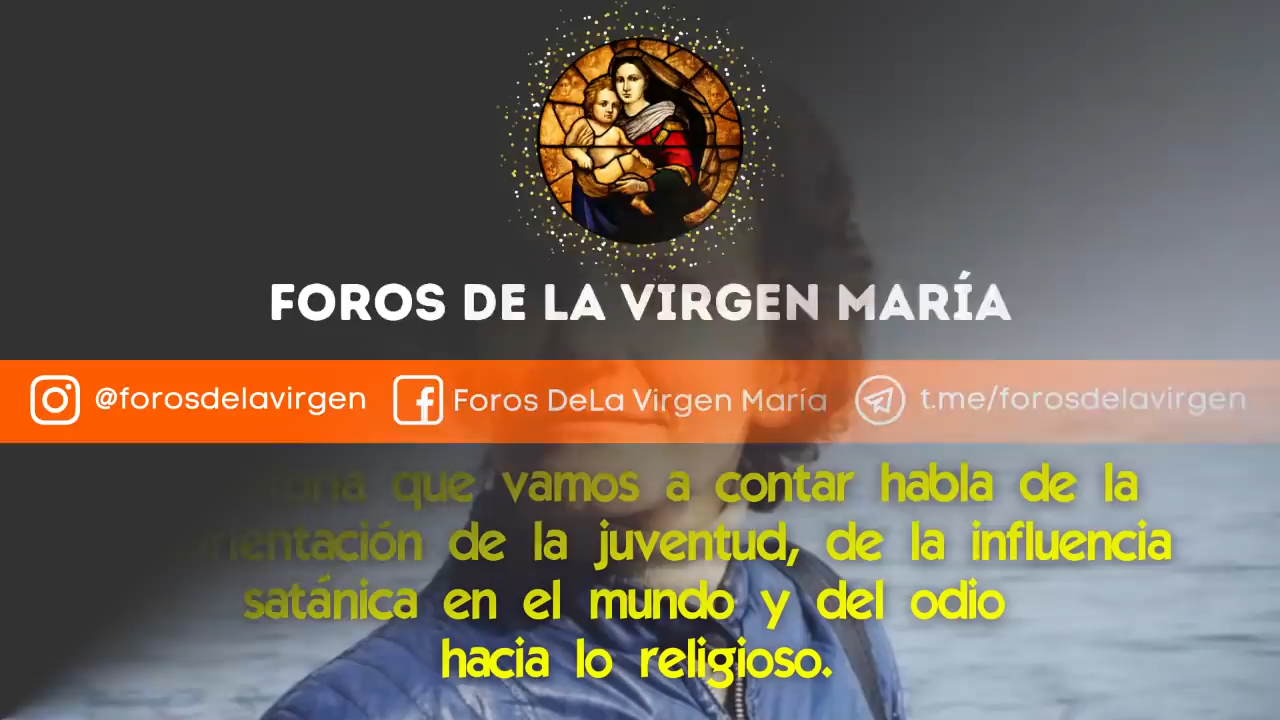 FOROS DE LA VIRGEN MARÍA
@forosdelavirgen
Foros DeLa Virgen María
t.me/forosdelavirgen
que vamos a contar habla de la
de la juventud, de la influencia
satánica en el mundo y del odio
hacia lo religioso.